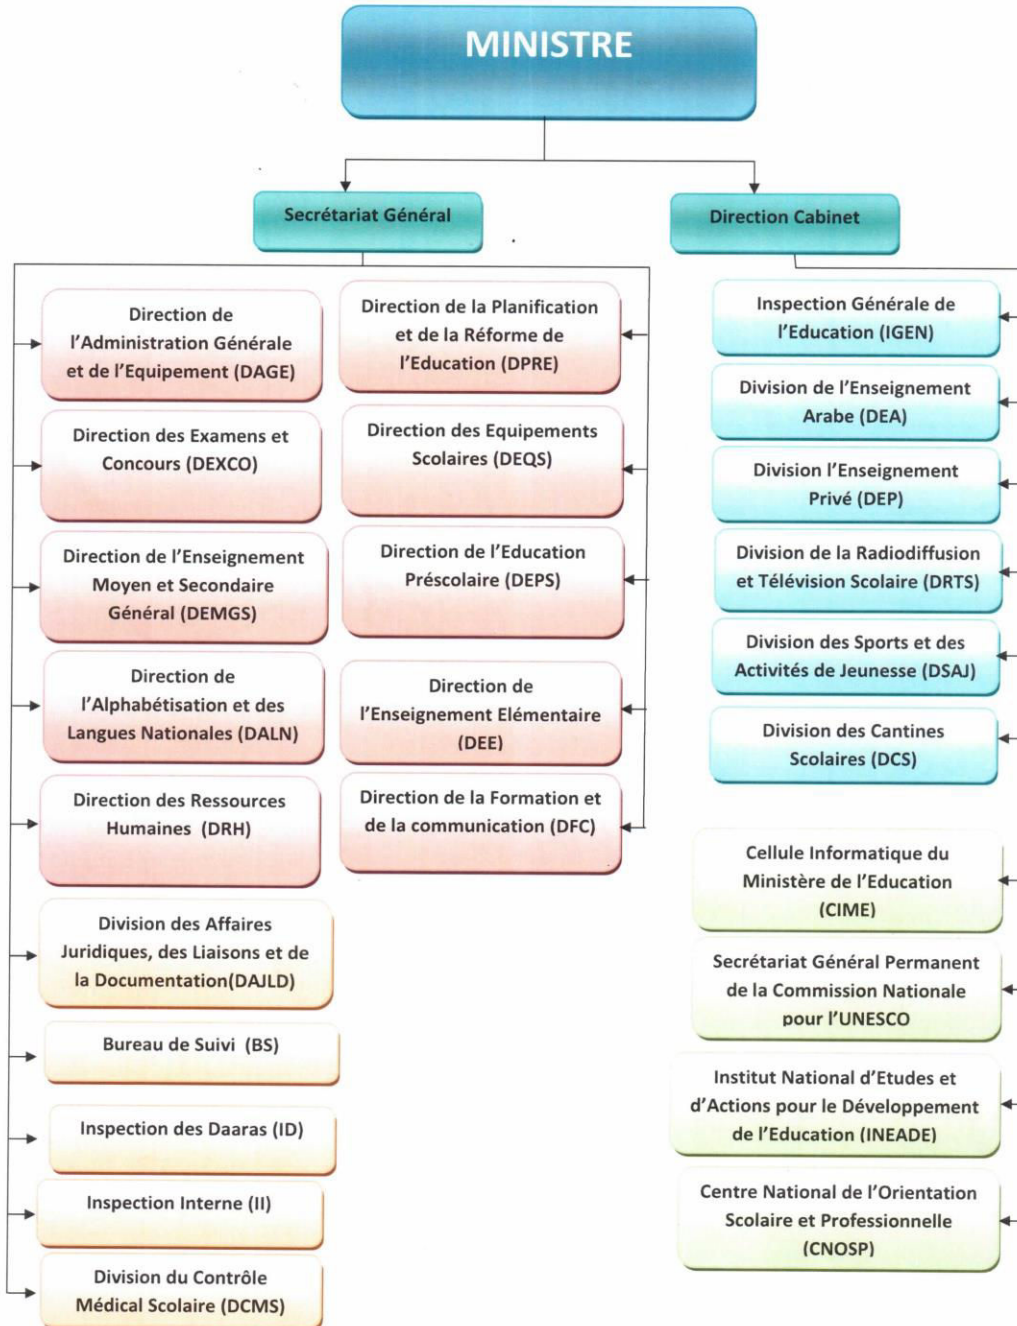 MINISTRE
Secrétariat Général
Direction Cabinet
Direction de
l'Administration Générale
et de l'Equipement (DAGE)
Direction des Examens et
Concours (DEXCO)
Direction de l'Enseignement
Moyen et Secondaire
Général (DEMGS)
Direction de
l'Alphabétisation et des
Langues Nationales (DALN)
Direction des Ressources
Humaines (DRH)
Division des Affaires
Juridiques, des Liaisons et de
la Documentation(DAJLD)
Bureau de Suivi (BS)
Inspection des Daaras (ID)
Inspection Interne (II)
Division du Contrôle
Médical Scolaire (DCMS)
Direction de la Planification
et de la Réforme de
l'Education (DPRE)
Direction des Equipements
Scolaires (DEQS)
Direction de l'Education
Préscolaire (DEPS)
Direction de
l'Enseignement Elémentaire
(DEE)
Direction de la Formation et
de la communication (DFC)
Inspection Générale de
l'Education (IGEN)
Division de l'Enseignement
Arabe (DEA)
Division l'Enseignement
Privé (DEP)
Division de la Radiodiffusion
et Télévision Scolaire (DRTS)
Division des Sports et des
Activités de Jeunesse (DSAJ)
Division des Cantines
Scolaires (DCS)
Cellule Informatique du
Ministère de l'Education
(CIME)
Secrétariat Général Permanent
de la Commission Nationale
pour l'UNESCO
Institut National d'Etudes et
d'Actions pour le Développement
de l'Education (INEADE)
Centre National de l'Orientation
Scolaire et Professionnelle
(CNOSP)